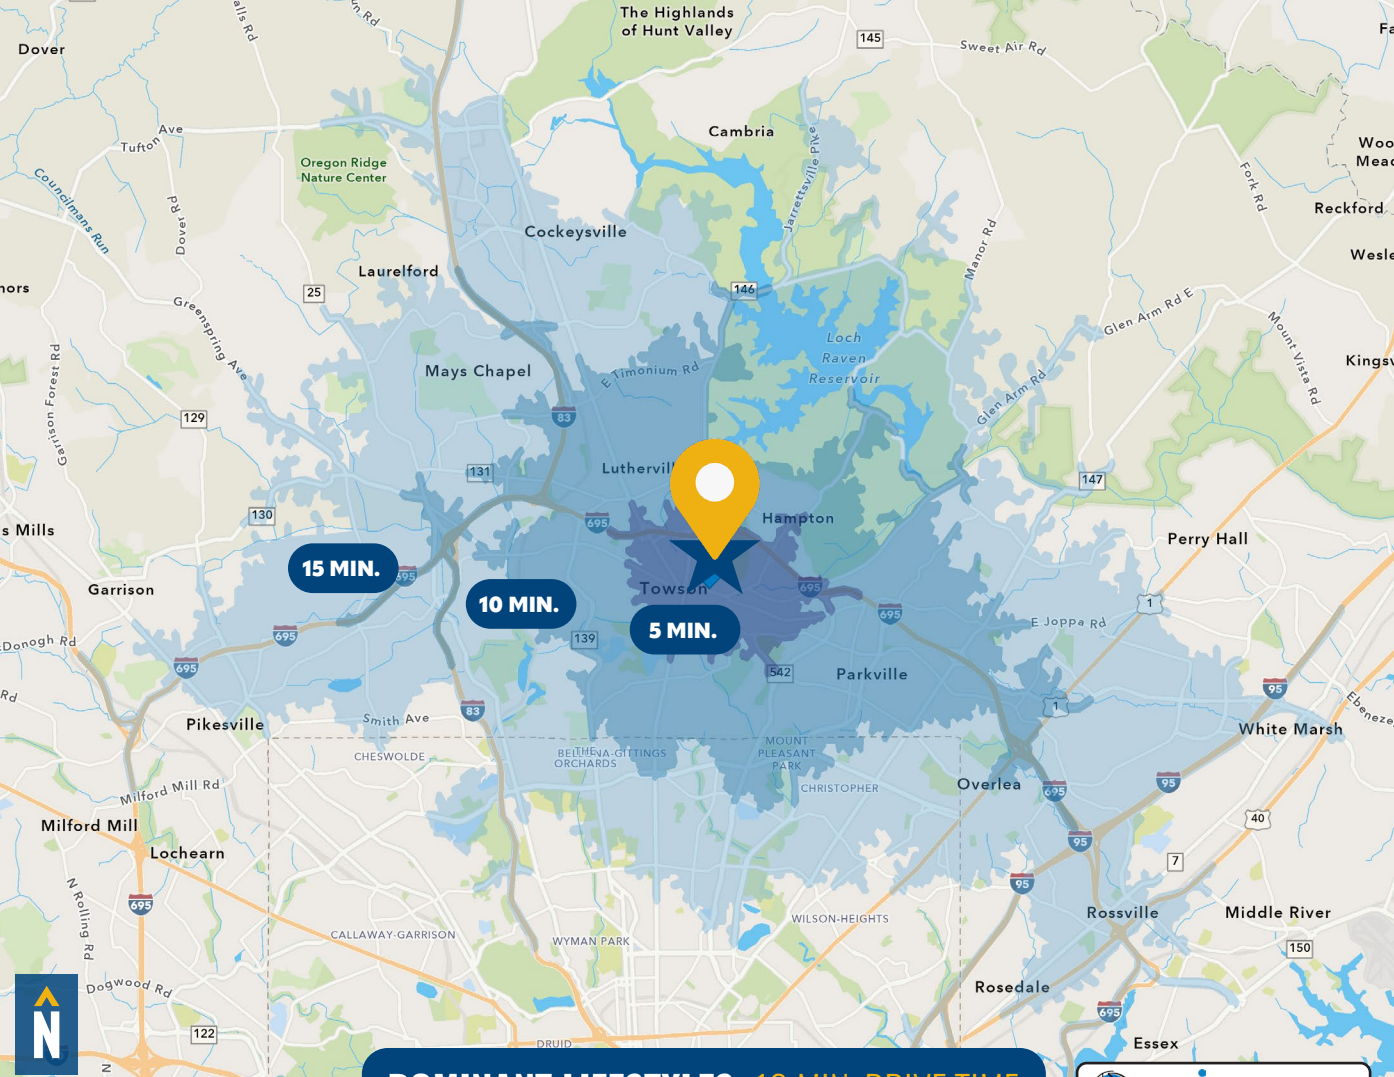 The Highlands
of Hunt Valley
145
Sweet Air Rd
Dover
Cambria
Tufton Ave
Oregon Ridge
Nature Center
Jarrettsville Pike
Councilmans Run
Dover Rd
Fork Rd
Reckford
Cockeysville
Manor Rd
Laurelford
25
146
Glen Arm Rd E
Greenspring Ave
Loch
Raven
Reservoir
Mount Vista Rd
Garrison Forest Rd
Mays Chapel
E Timonium Rd
Glen Arm Rd
83
129
131
147
130
695
Hampton
Perry Hall
Garrison
15 MIN.
695
10 MIN.
Towson
695
5 MIN.
695
1
E Joppa Rd
695
139
542
Parkville
695
95
83
1
Pikesville
Smith Ave
White Marsh
CHESWOLDE
MOUNT
PLEASANT
PARK
THE
ORCHARDS
CHRISTOPHER
Overlea
695
95
Milford Mill Rd
Milford Mill
Lochearn
40
95
7
95
695
N Rolling Rd
CALLAWAY-GARRISON
WYMAN PARK
WILSON-HEIGHTS
Rossville
Middle River
150
Dogwood Rd
Rosedale
695
N
122
DRUID
Essex
N